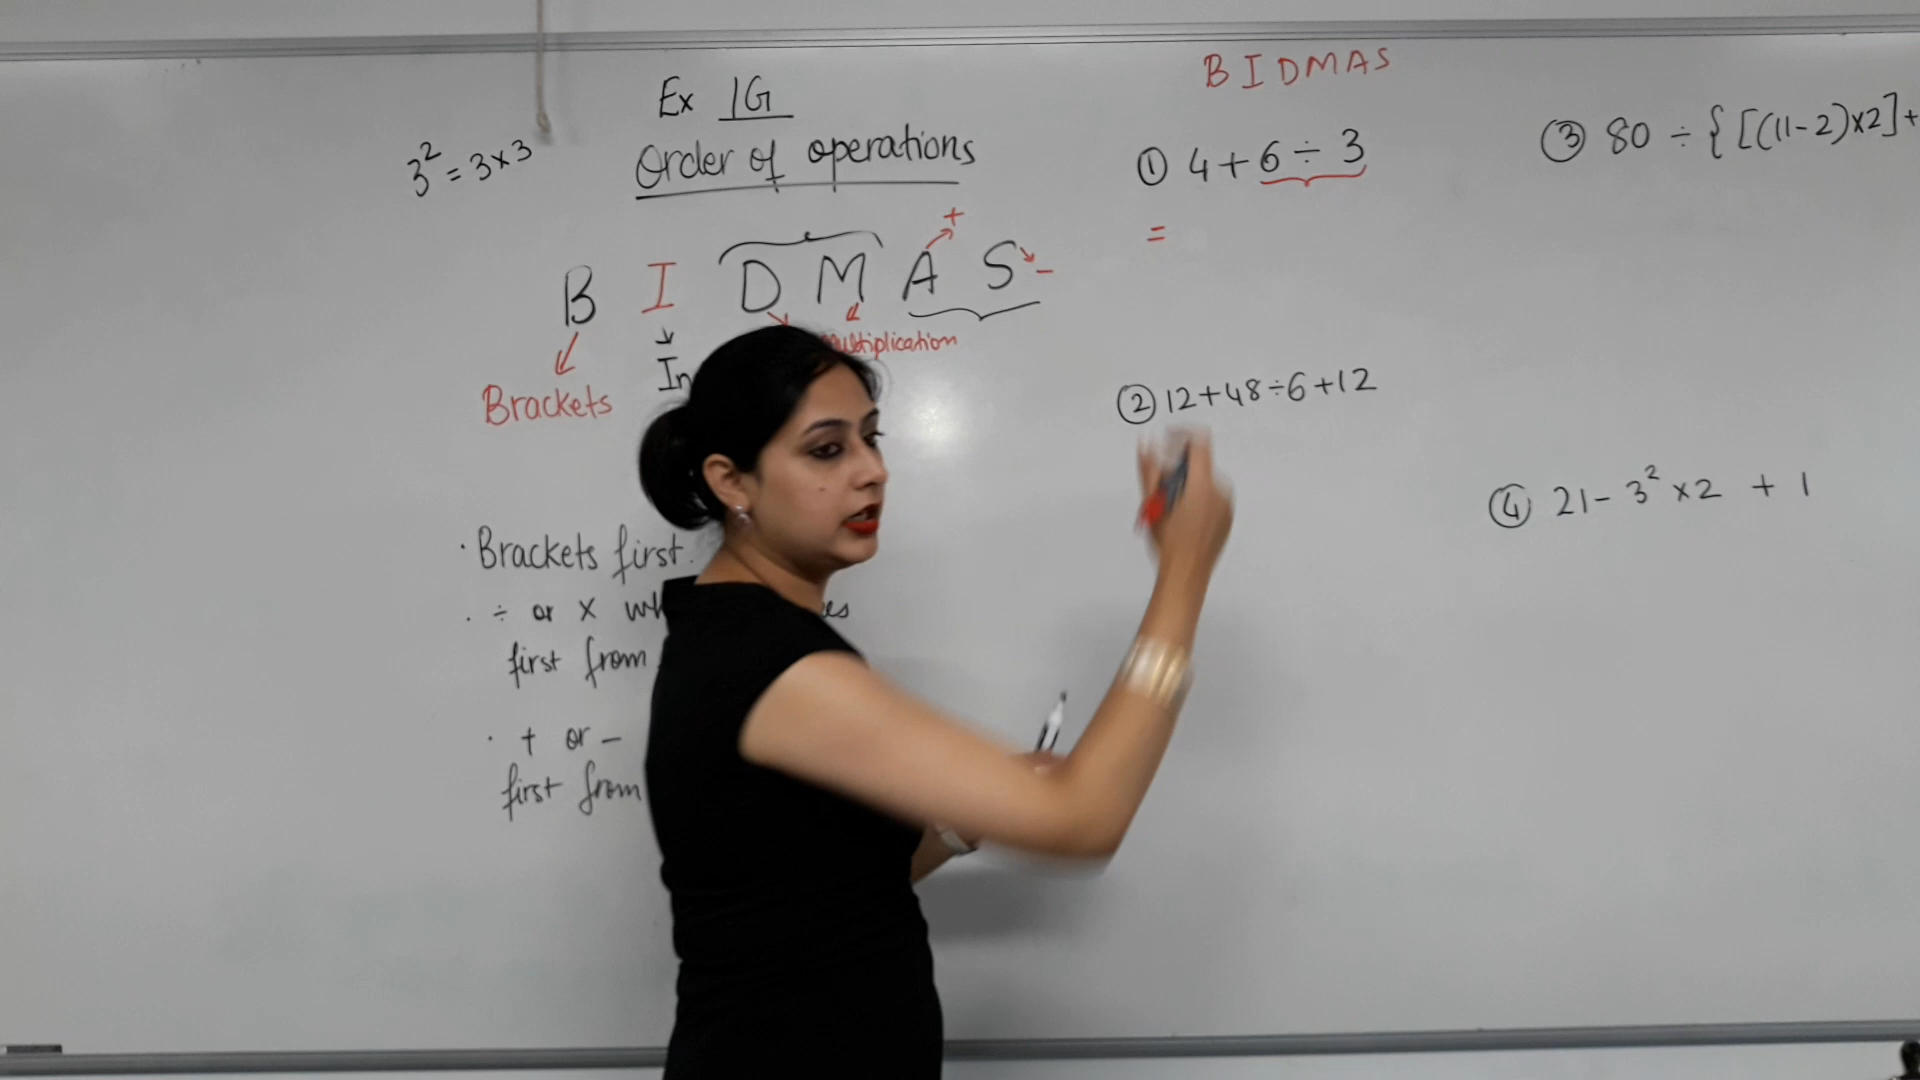 Ex 1G
Order of operations
3² = 3×3
B I D M A S
+
-
Brackets
multiplication
· Brackets first.
· ÷ or ×
first from
· + or -
first from
BIDMAS
① 4+6÷3
=
② 12+48÷6+12
③ 80 ÷ { [(11-2)×2]+
④ 21- 3² ×2 + 1